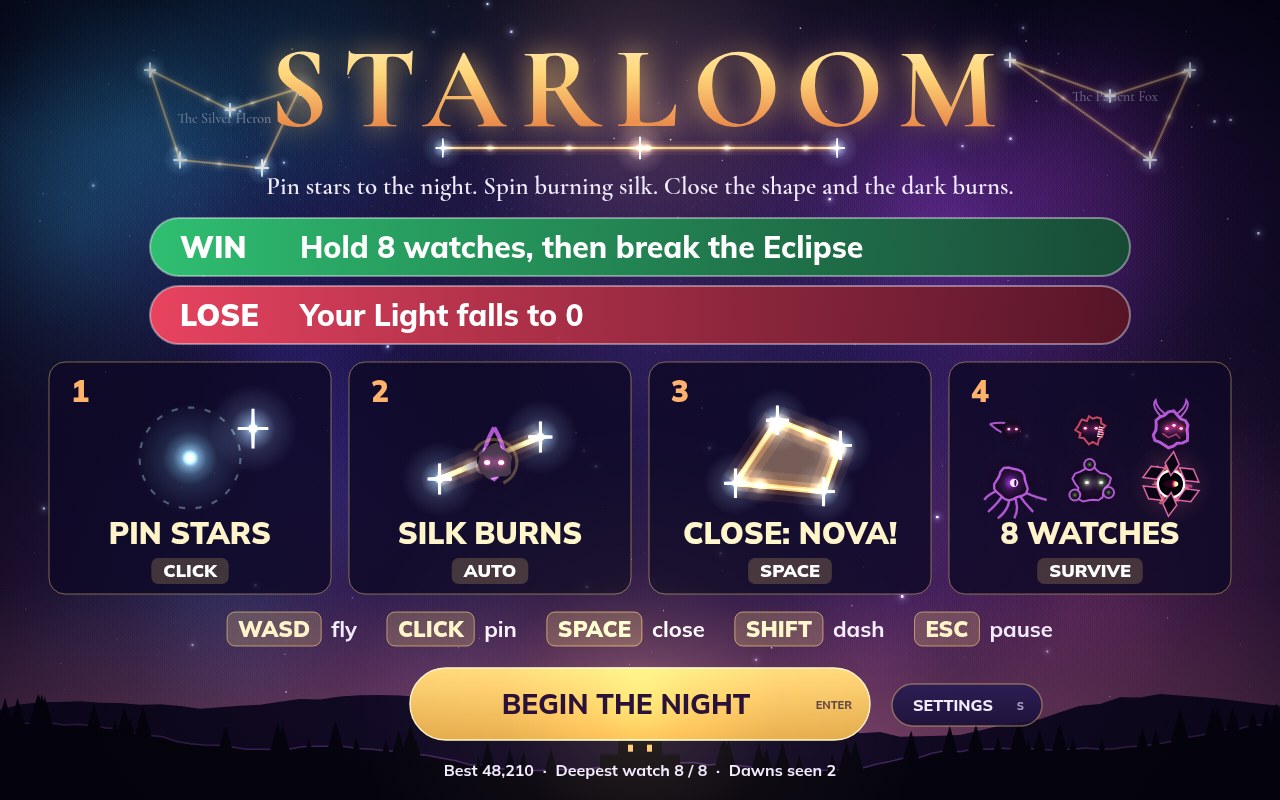 STARLOOM
The Silver Heron
The Patient Fox
Pin stars to the night. Spin burning silk. Close the shape and the dark burns.
WIN Hold 8 watches, then break the Eclipse
LOSE Your Light falls to 0
1
PIN STARS
CLICK
2
SILK BURNS
AUTO
3
CLOSE: NOVA!
SPACE
4
8 WATCHES
SURVIVE
WASD fly CLICK pin SPACE close SHIFT dash ESC pause
BEGIN THE NIGHT ENTER
SETTINGS S
Best 48,210 · Deepest watch 8 / 8 · Dawns seen 2